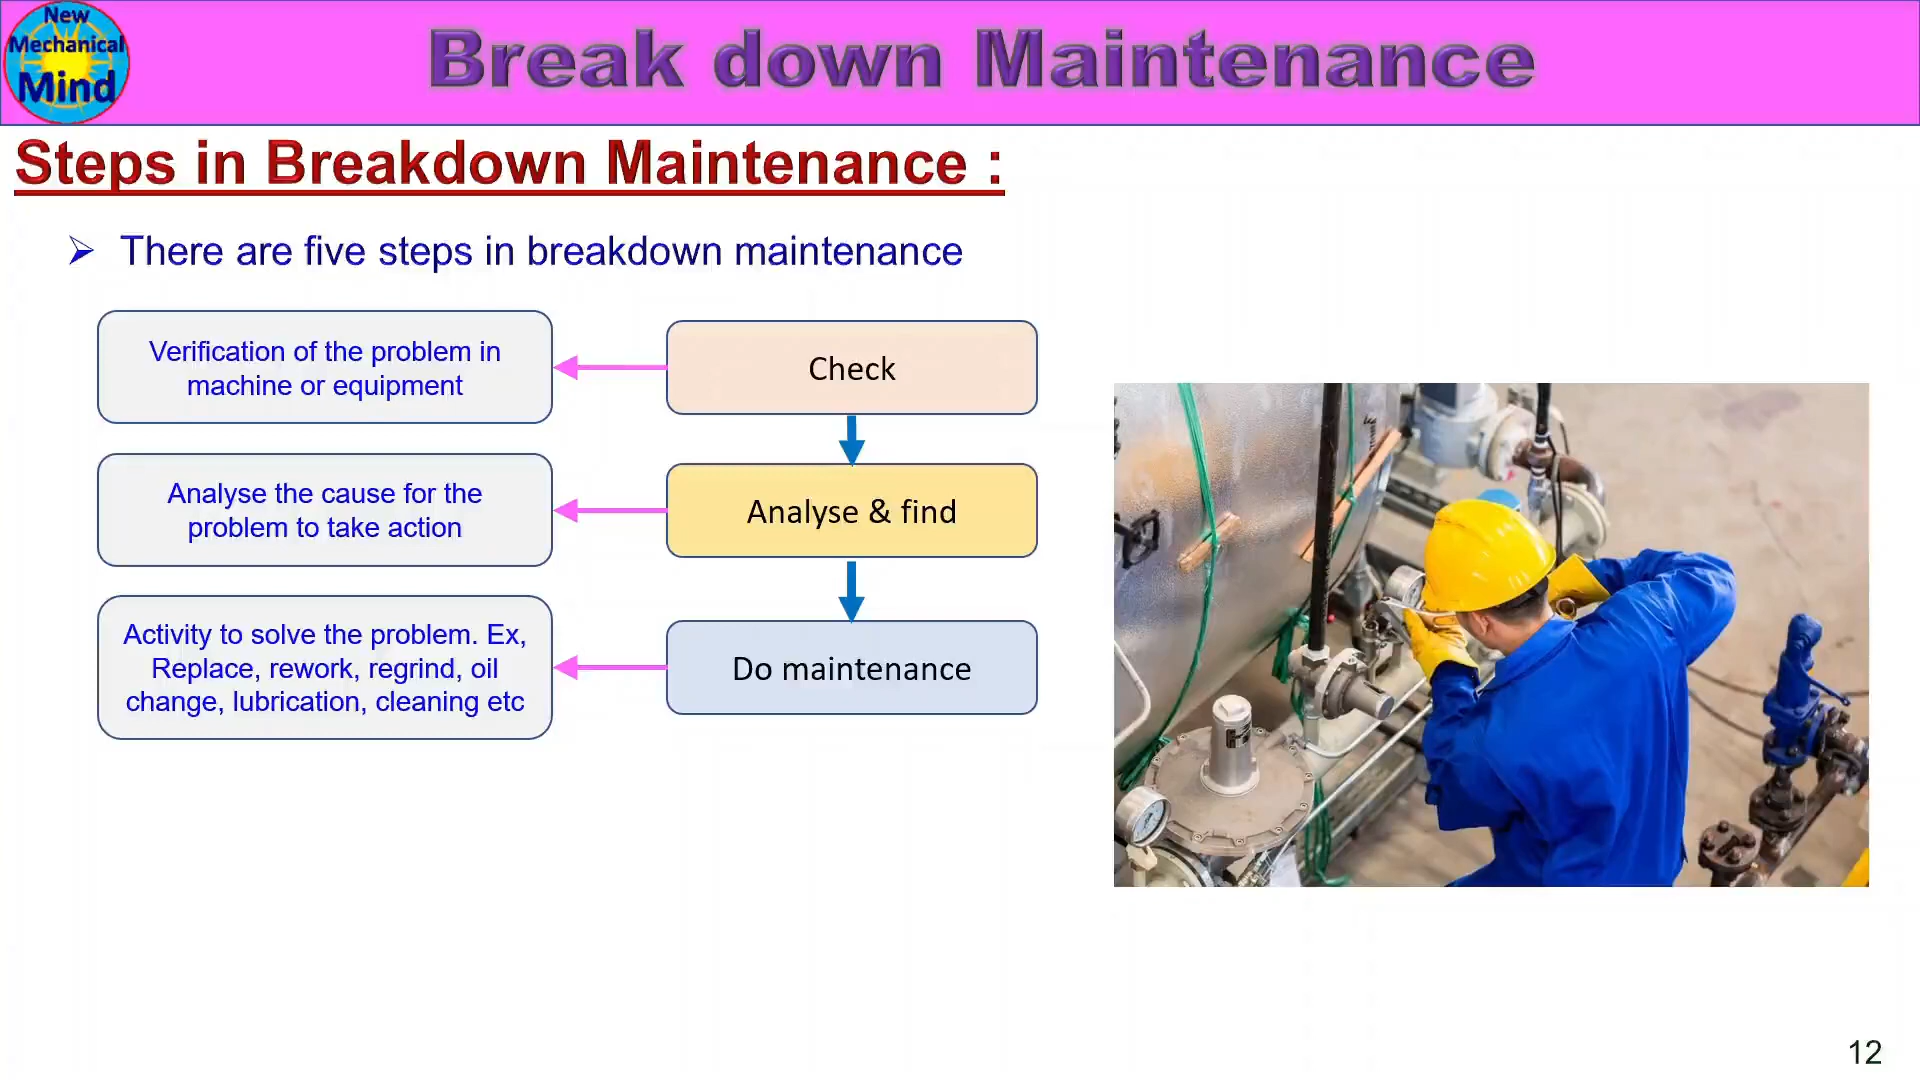 New
Mechanical
Mind
Break down Maintenance
Steps in Breakdown Maintenance :
➢ There are five steps in breakdown maintenance
Verification of the problem in
machine or equipment
Check
Analyse the cause for the
problem to take action
Analyse & find
Activity to solve the problem. Ex,
Replace, rework, regrind, oil
change, lubrication, cleaning etc
Do maintenance
12